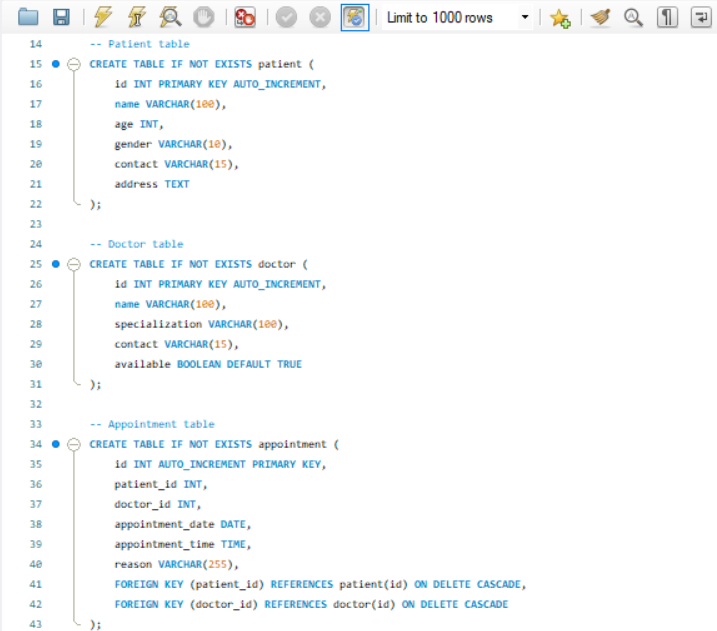 Limit to 1000 rows
14 -- Patient table
15 CREATE TABLE IF NOT EXISTS patient (
16 id INT PRIMARY KEY AUTO_INCREMENT,
17 name VARCHAR(100),
18 age INT,
19 gender VARCHAR(10),
20 contact VARCHAR(15),
21 address TEXT
22 );
23
24 -- Doctor table
25 CREATE TABLE IF NOT EXISTS doctor (
26 id INT PRIMARY KEY AUTO_INCREMENT,
27 name VARCHAR(100),
28 specialization VARCHAR(100),
29 contact VARCHAR(15),
30 available BOOLEAN DEFAULT TRUE
31 );
32
33 -- Appointment table
34 CREATE TABLE IF NOT EXISTS appointment (
35 id INT AUTO_INCREMENT PRIMARY KEY,
36 patient_id INT,
37 doctor_id INT,
38 appointment_date DATE,
39 appointment_time TIME,
40 reason VARCHAR(255),
41 FOREIGN KEY (patient_id) REFERENCES patient(id) ON DELETE CASCADE,
42 FOREIGN KEY (doctor_id) REFERENCES doctor(id) ON DELETE CASCADE
43 );